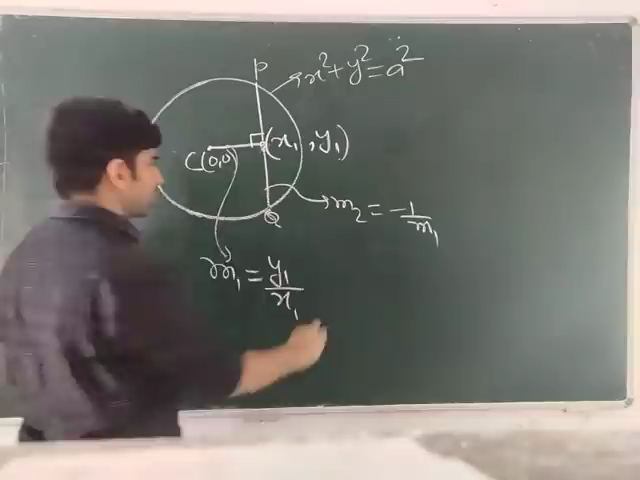 P
x² + y² = a²
C(0,0)
(x₁, y₁)
m₂ = -1/m₁
Q
m₁ = y₁/x₁